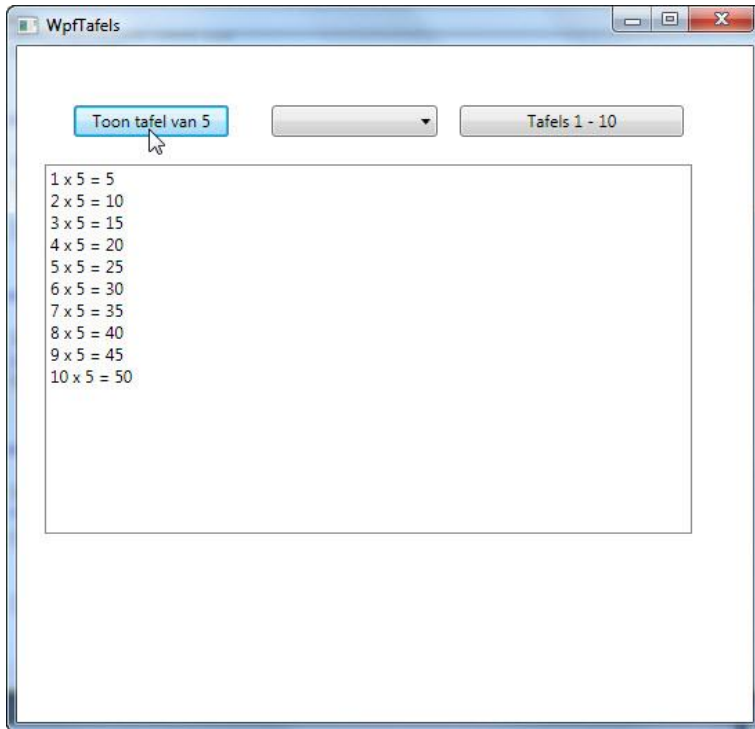 WpfTafels
Toon tafel van 5
Tafels 1 - 10
1 x 5 = 5
2 x 5 = 10
3 x 5 = 15
4 x 5 = 20
5 x 5 = 25
6 x 5 = 30
7 x 5 = 35
8 x 5 = 40
9 x 5 = 45
10 x 5 = 50